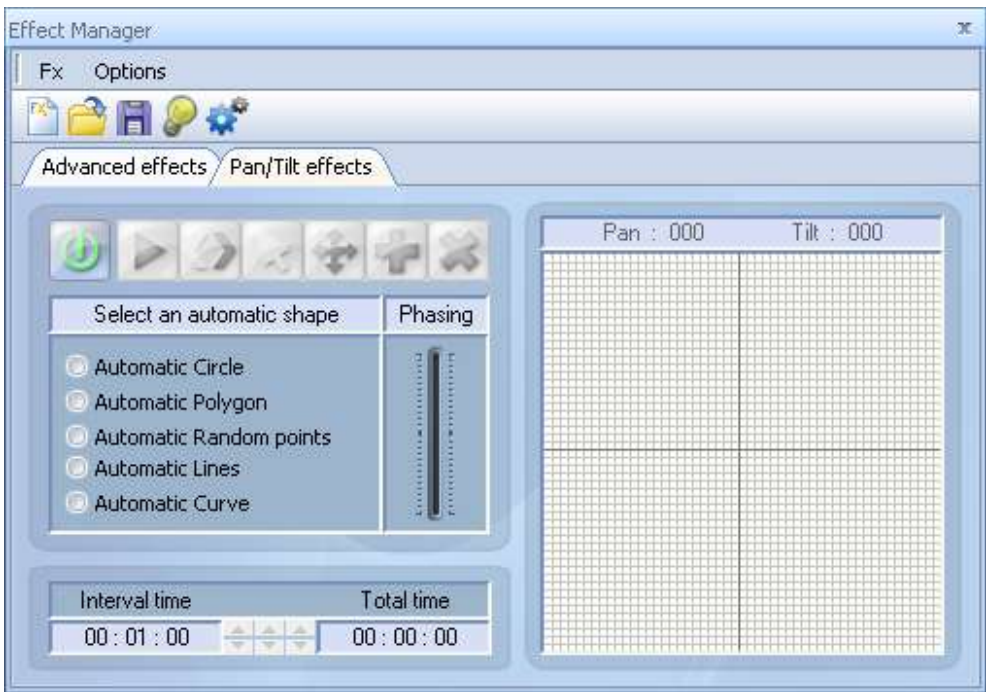 Effect Manager
Fx Options
FX
Advanced effects Pan/Tilt effects
Pan : 000 Tilt : 000
Select an automatic shape Phasing
Automatic Circle
Automatic Polygon
Automatic Random points
Automatic Lines
Automatic Curve
Interval time Total time
00 : 01 : 00 00 : 00 : 00